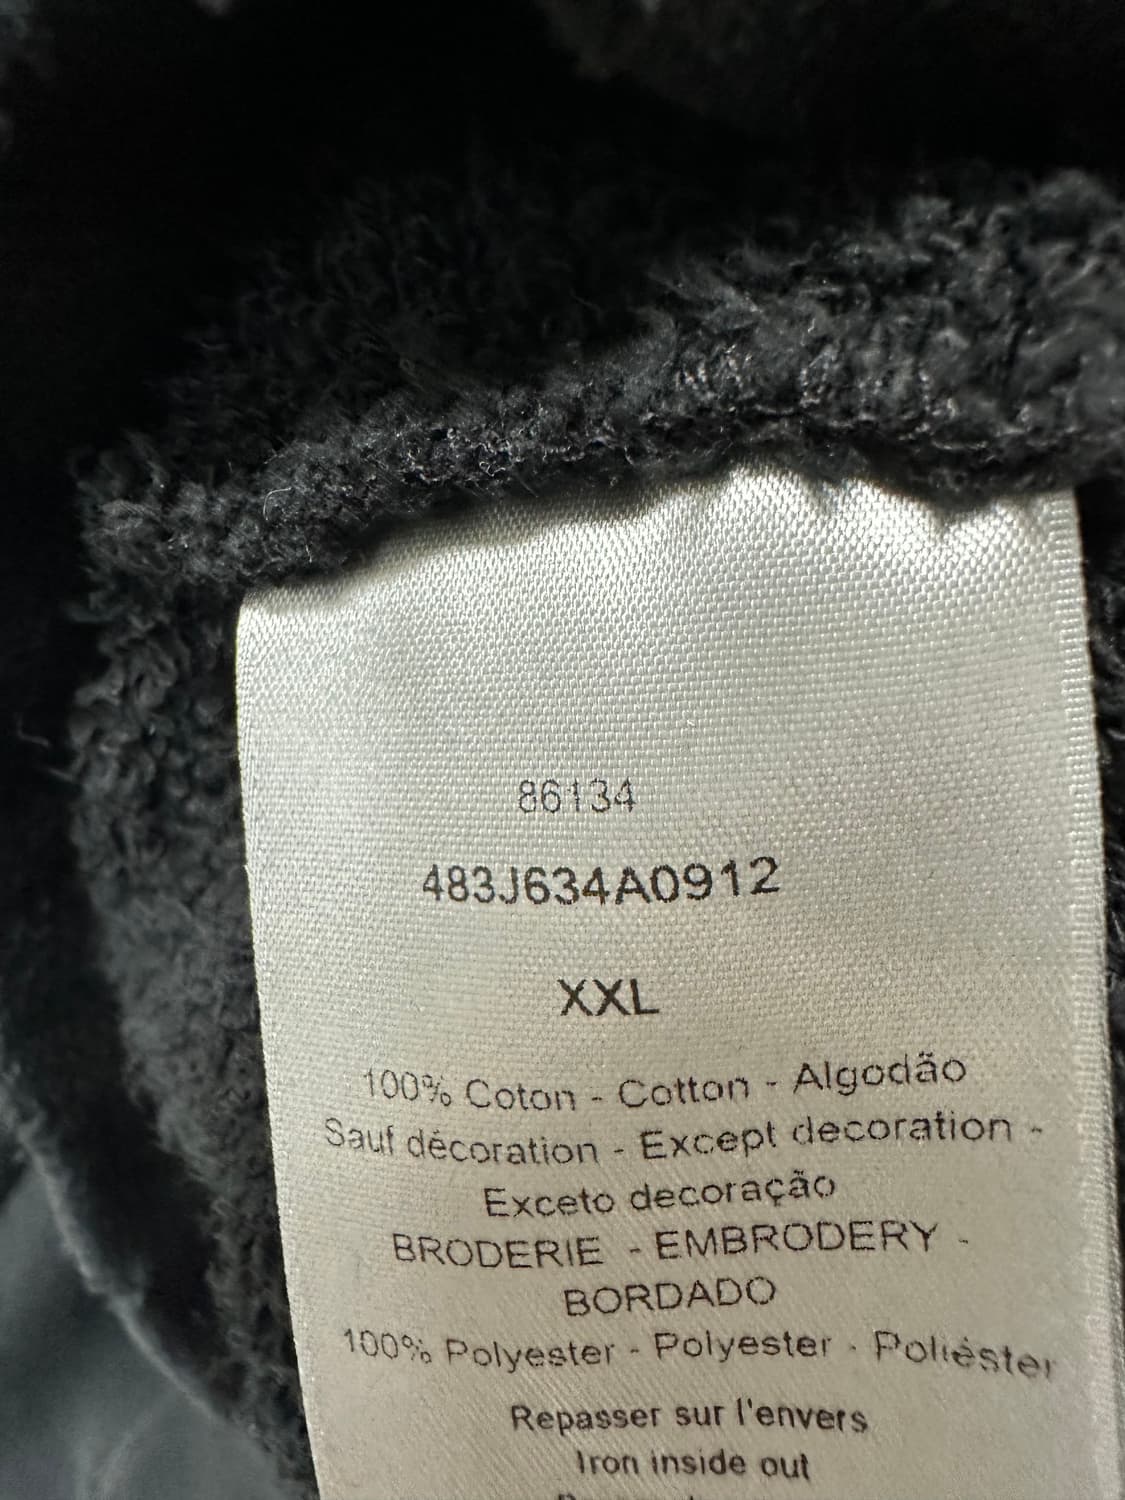 86134
483J634A0912
XXL
100% Coton - Cotton - Algodão
Sauf décoration - Except decoration -
Exceto decoração
BRODERIE - EMBRODERY -
BORDADO
100% Polyester - Polyester - Poliéster
Repasser sur l'envers
Iron inside out